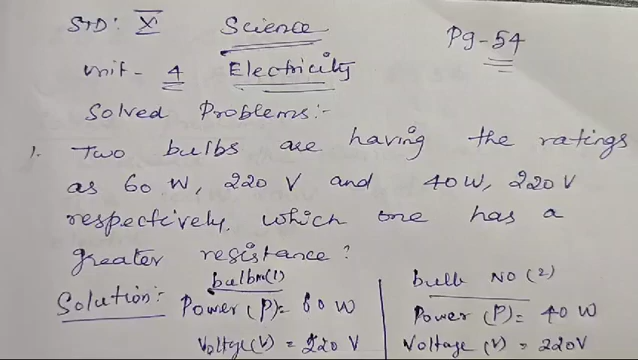 STD: X Science Pg-54
Unit - 4 Electricity
Solved Problems:-
1. Two bulbs are having the ratings
as 60 W, 220 V and 40 W, 220 V
respectively. Which one has a
greater resistance?
Solution: bulb no(1) bulb NO (2)
Power (P)= 60 W Power (P)= 40 W
Voltge(V) = 220 V Voltage (V) = 220V